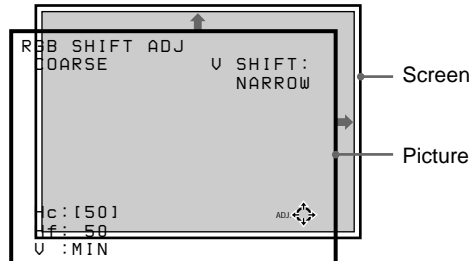 RGB SHIFT ADJ
COARSE V SHIFT:
NARROW
Screen
Picture
Hc:[50] ADJ.
Hf: 50
V :MIN